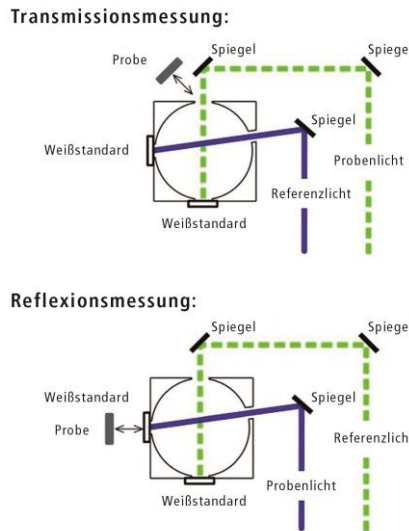 Transmissionsmessung:
Spiegel
Spiege
Probe
Spiegel
Weißstandard
Probenlicht
Referenzlicht
Weißstandard
Reflexionsmessung:
Spiegel
Spiege
Weißstandard
Spiegel
Probe
Referenzlich
Probenlicht
Weißstandard